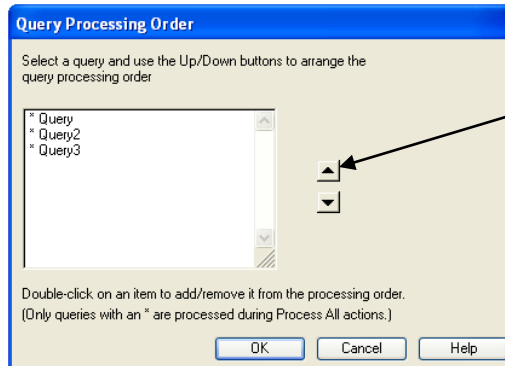 Query Processing Order
Select a query and use the Up/Down buttons to arrange the
query processing order
* Query
* Query2
* Query3
Double-click on an item to add/remove it from the processing order.
(Only queries with an * are processed during Process All actions.)
OK Cancel Help